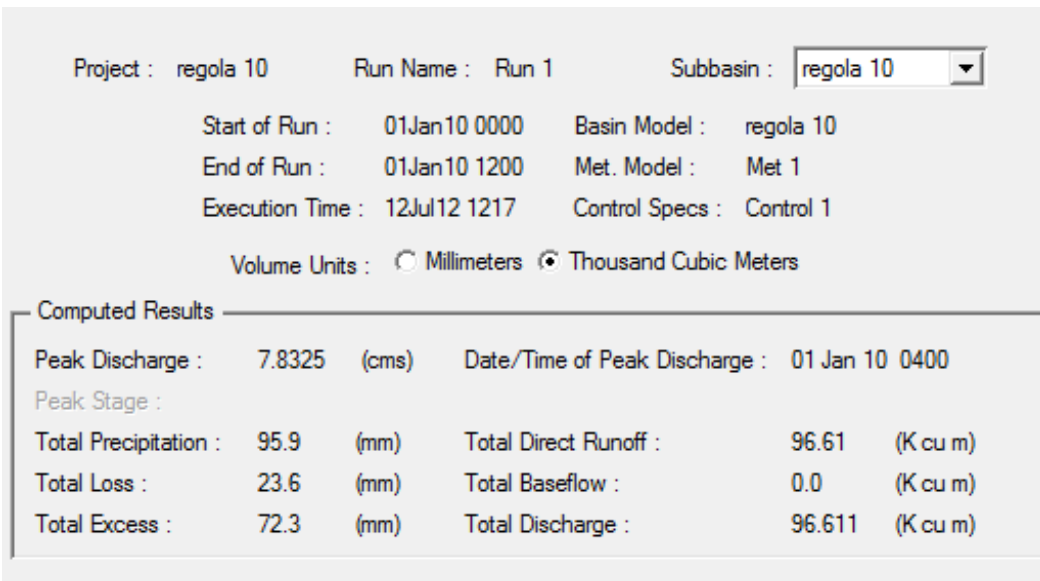 Project : regola 10 Run Name : Run 1 Subbasin : regola 10
Start of Run : 01Jan10 0000 Basin Model : regola 10
End of Run : 01Jan10 1200 Met. Model : Met 1
Execution Time : 12Jul12 1217 Control Specs : Control 1
Volume Units : Millimeters Thousand Cubic Meters
Computed Results
Peak Discharge : 7.8325 (cms) Date/Time of Peak Discharge : 01 Jan 10 0400
Peak Stage :
Total Precipitation : 95.9 (mm) Total Direct Runoff : 96.61 (K cu m)
Total Loss : 23.6 (mm) Total Baseflow : 0.0 (K cu m)
Total Excess : 72.3 (mm) Total Discharge : 96.611 (K cu m)